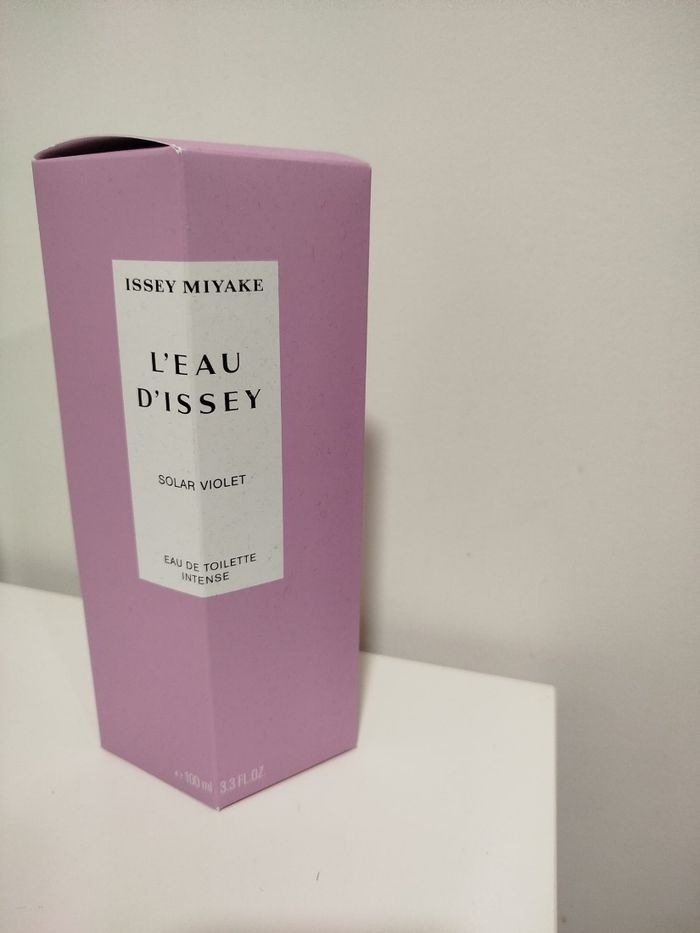 ISSEY MIYAKE
L'EAU
D'ISSEY
SOLAR VIOLET
EAU DE TOILETTE
INTENSE
e 100 ml 3.3 FL.OZ.